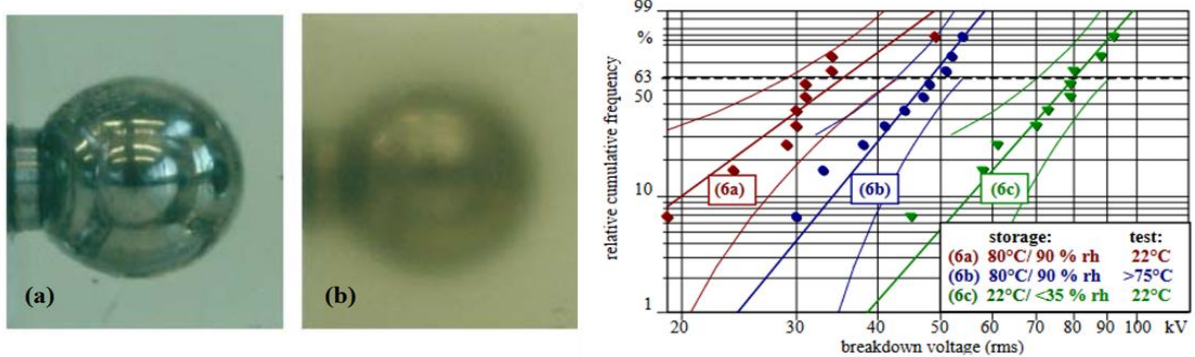 (a)
(b)
99
%
63
50
10
1
relative cumulative frequency
(6a)
(6b)
(6c)
storage: test:
(6a) 80°C/ 90 % rh 22°C
(6b) 80°C/ 90 % rh >75°C
(6c) 22°C/ <35 % rh 22°C
20 30 40 50 60 70 80 90 100 kV
breakdown voltage (rms)